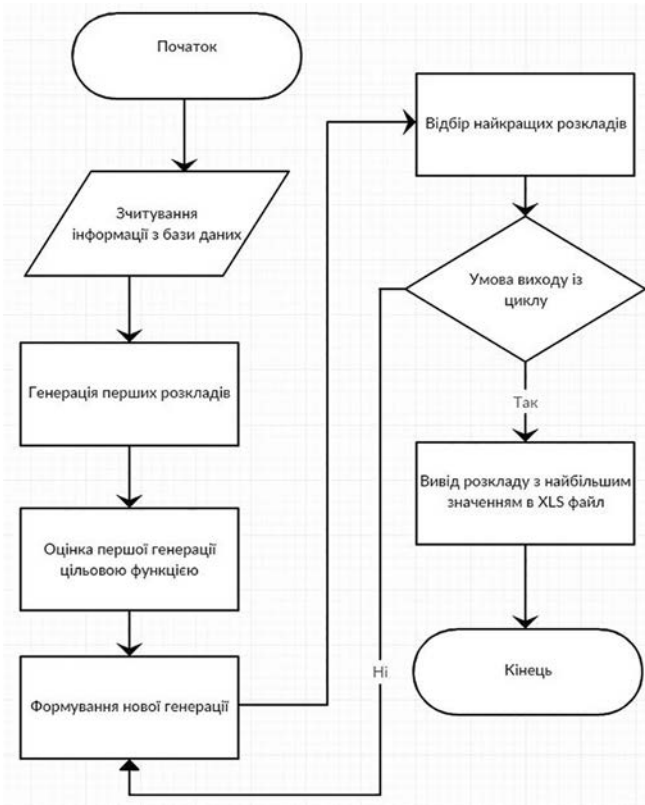 Початок
Зчитування
інформації з бази даних
Генерація перших розкладів
Оцінка першої генерації
цільовою функцією
Формування нової генерації
Відбір найкращих розкладів
Умова виходу із
циклу
Так
Ні
Вивід розкладу з найбільшим
значенням в XLS файл
Кінець